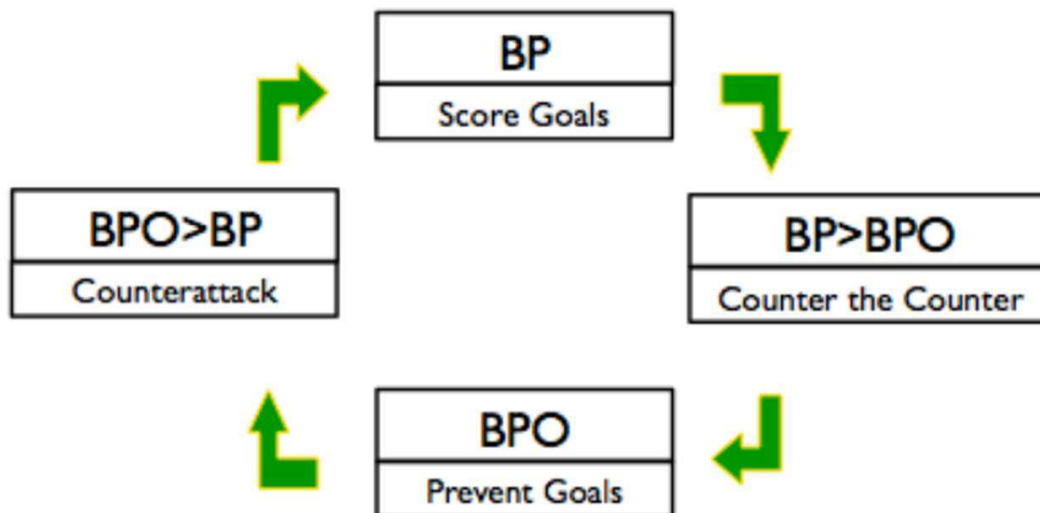 BP
Score Goals
BPO>BP
Counterattack
BP>BPO
Counter the Counter
BPO
Prevent Goals